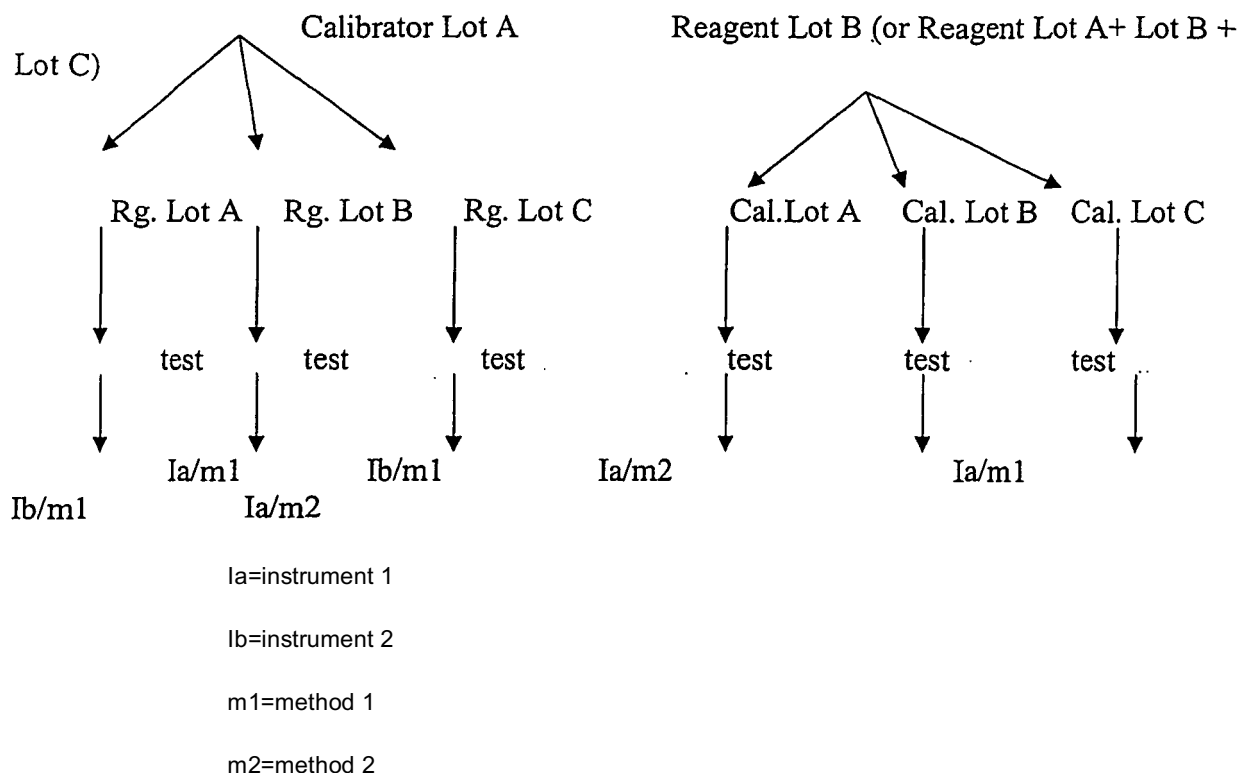 Calibrator Lot A Reagent Lot B (or Reagent Lot A+ Lot B +
Lot C)
Rg. Lot A Rg. Lot B Rg. Lot C Cal.Lot A Cal. Lot B Cal. Lot C
test test test test test test
Ia/m1 Ib/m1 Ia/m2 Ia/m1
Ib/m1 Ia/m2
Ia=instrument 1
Ib=instrument 2
m1=method 1
m2=method 2